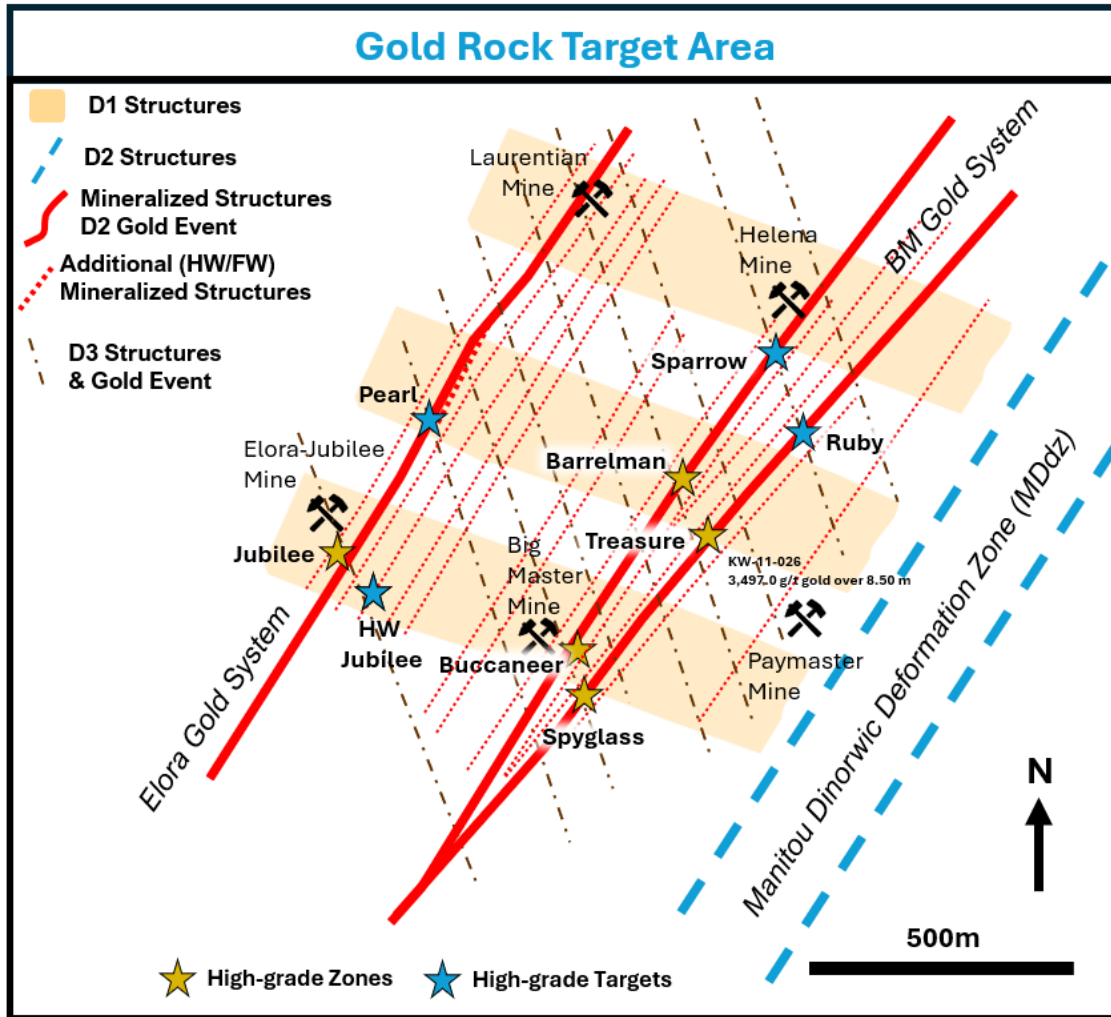 Gold Rock Target Area
D1 Structures
D2 Structures
Mineralized Structures
D2 Gold Event
Additional (HW/FW)
Mineralized Structures
D3 Structures
& Gold Event
Laurentian
Mine
Helena
Mine
BM Gold System
Sparrow
Pearl
Ruby
Elora-Jubilee
Mine
Barrelman
Jubilee
Treasure
Big
Master
Mine
KW-11-026
3,497.0 g/t gold over 8.50 m
HW
Jubilee
Buccaneer
Paymaster
Mine
Spyglass
Elora Gold System
Manitou Dinorwic Deformation Zone (MDdz)
N
500m
High-grade Zones
High-grade Targets